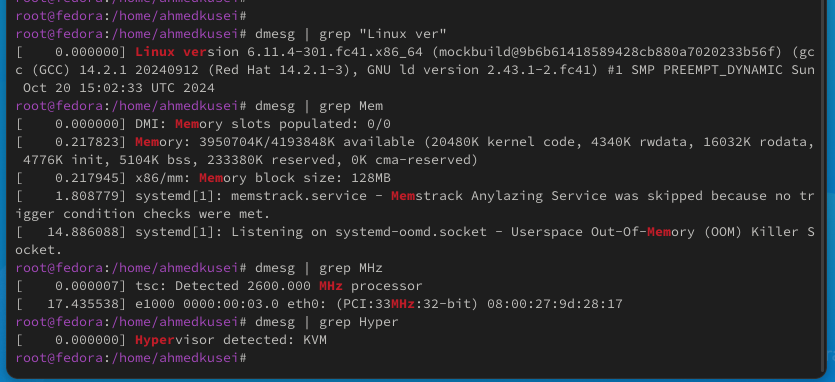 root@fedora:/home/ahmedkusei#
root@fedora:/home/ahmedkusei#
root@fedora:/home/ahmedkusei# dmesg | grep "Linux ver"
[    0.000000] Linux version 6.11.4-301.fc41.x86_64 (mockbuild@9b6b61418589428cb880a7020233b56f) (gc
c (GCC) 14.2.1 20240912 (Red Hat 14.2.1-3), GNU ld version 2.43.1-2.fc41) #1 SMP PREEMPT_DYNAMIC Sun
 Oct 20 15:02:33 UTC 2024
root@fedora:/home/ahmedkusei# dmesg | grep Mem
[    0.000000] DMI: Memory slots populated: 0/0
[    0.217823] Memory: 3950704K/4193848K available (20480K kernel code, 4340K rwdata, 16032K rodata,
 4776K init, 5104K bss, 233380K reserved, 0K cma-reserved)
[    0.217945] x86/mm: Memory block size: 128MB
[    1.808779] systemd[1]: memstrack.service - Memstrack Anylazing Service was skipped because no tr
igger condition checks were met.
[   14.886088] systemd[1]: Listening on systemd-oomd.socket - Userspace Out-Of-Memory (OOM) Killer S
ocket.
root@fedora:/home/ahmedkusei# dmesg | grep MHz
[    0.000007] tsc: Detected 2600.000 MHz processor
[   17.435538] e1000 0000:00:03.0 eth0: (PCI:33MHz:32-bit) 08:00:27:9d:28:17
root@fedora:/home/ahmedkusei# dmesg | grep Hyper
[    0.000000] Hypervisor detected: KVM
root@fedora:/home/ahmedkusei#